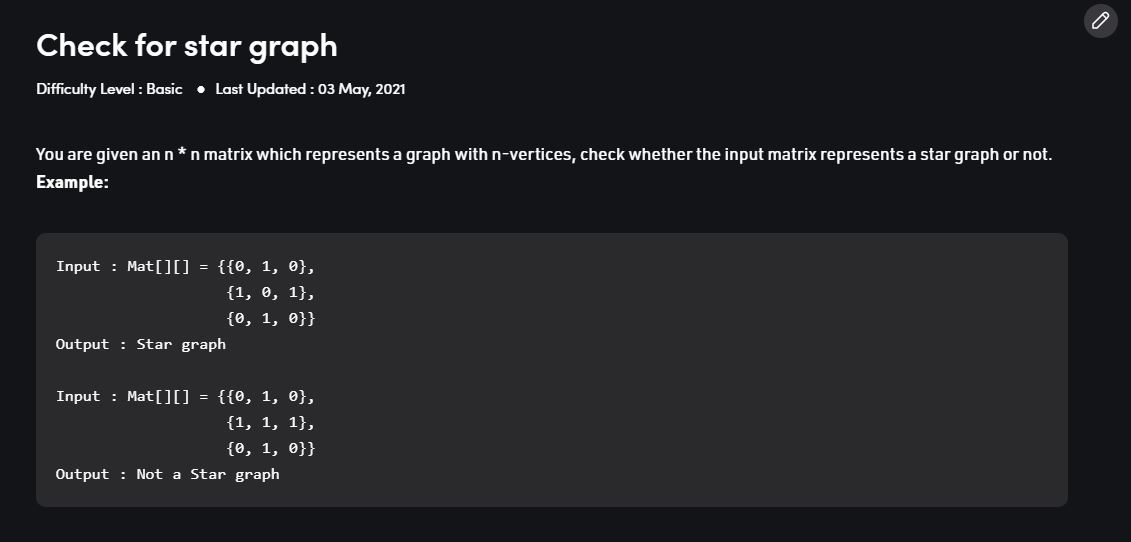 Check for star graph
Difficulty Level : Basic ● Last Updated : 03 May, 2021
You are given an n * n matrix which represents a graph with n-vertices, check whether the input matrix represents a star graph or not.
Example:
Input : Mat[][] = {{0, 1, 0},
{1, 0, 1},
{0, 1, 0}}
Output : Star graph
Input : Mat[][] = {{0, 1, 0},
{1, 1, 1},
{0, 1, 0}}
Output : Not a Star graph